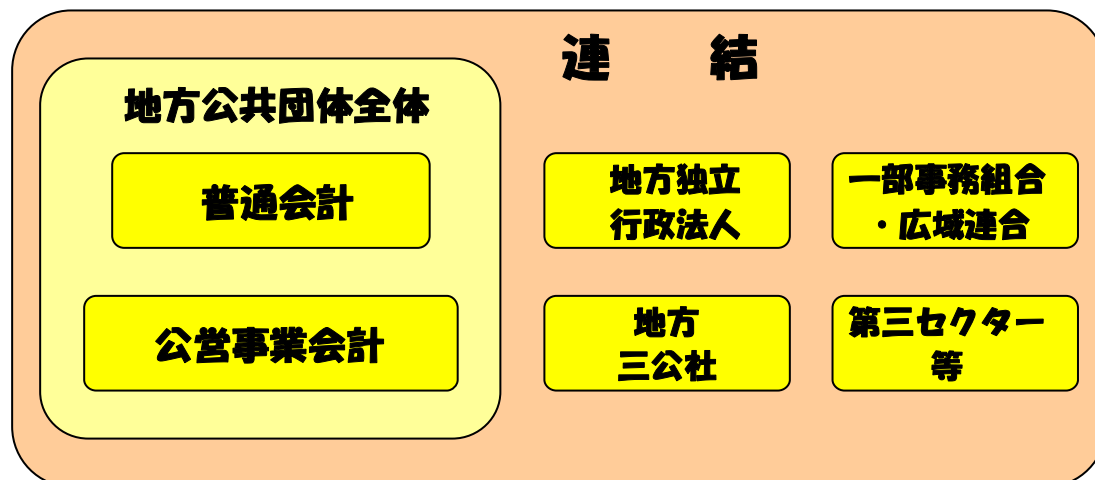 連 結
地方公共団体全体
普通会計
公営事業会計
地方独立
行政法人
一部事務組合
・広域連合
地方
三公社
第三セクター
等